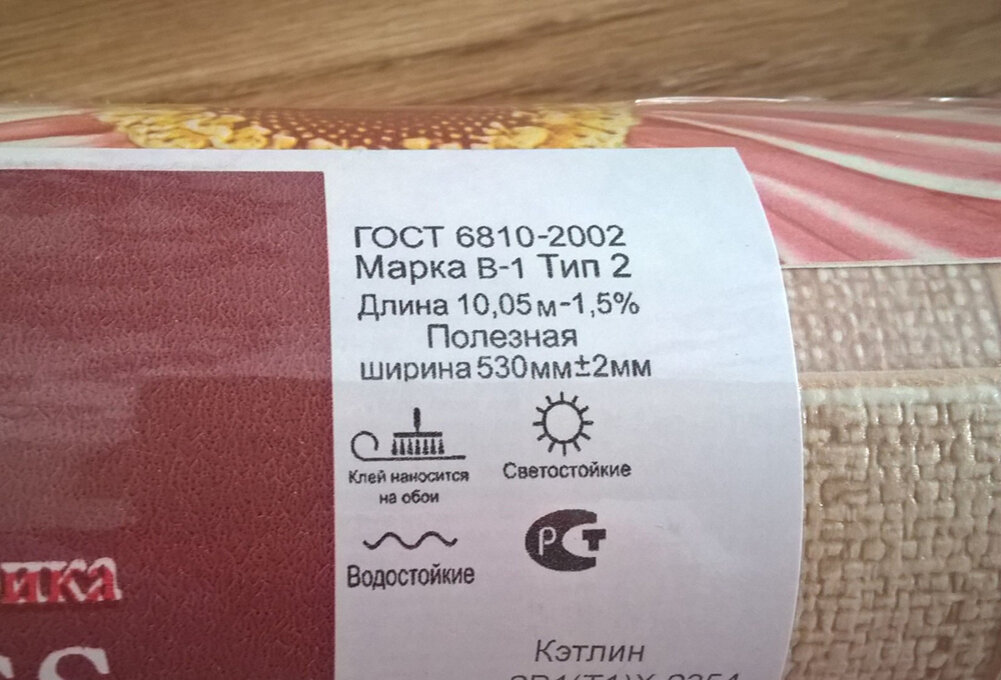 ГОСТ 6810-2002
Марка В-1 Тип 2
Длина 10,05м-1,5%
Полезная
ширина 530мм±2мм
Клей наносится
на обои
Светостойкие
РСТ
Водостойкие
ика
Кэтлин